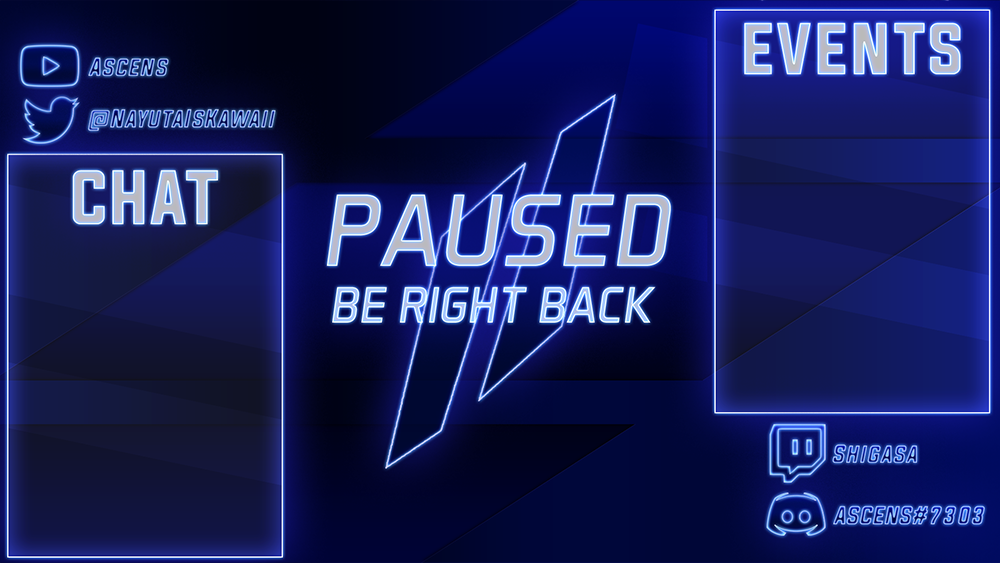 ASCENS
@NAYUTAISKAWAII
CHAT
PAUSED
BE RIGHT BACK
EVENTS
SHIGASA
ASCENS#7303